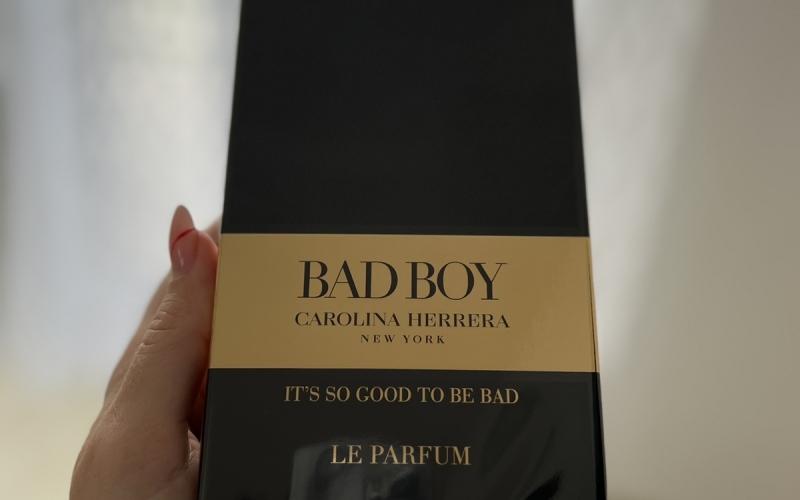 BAD BOY
CAROLINA HERRERA
NEW YORK
IT'S SO GOOD TO BE BAD
LE PARFUM